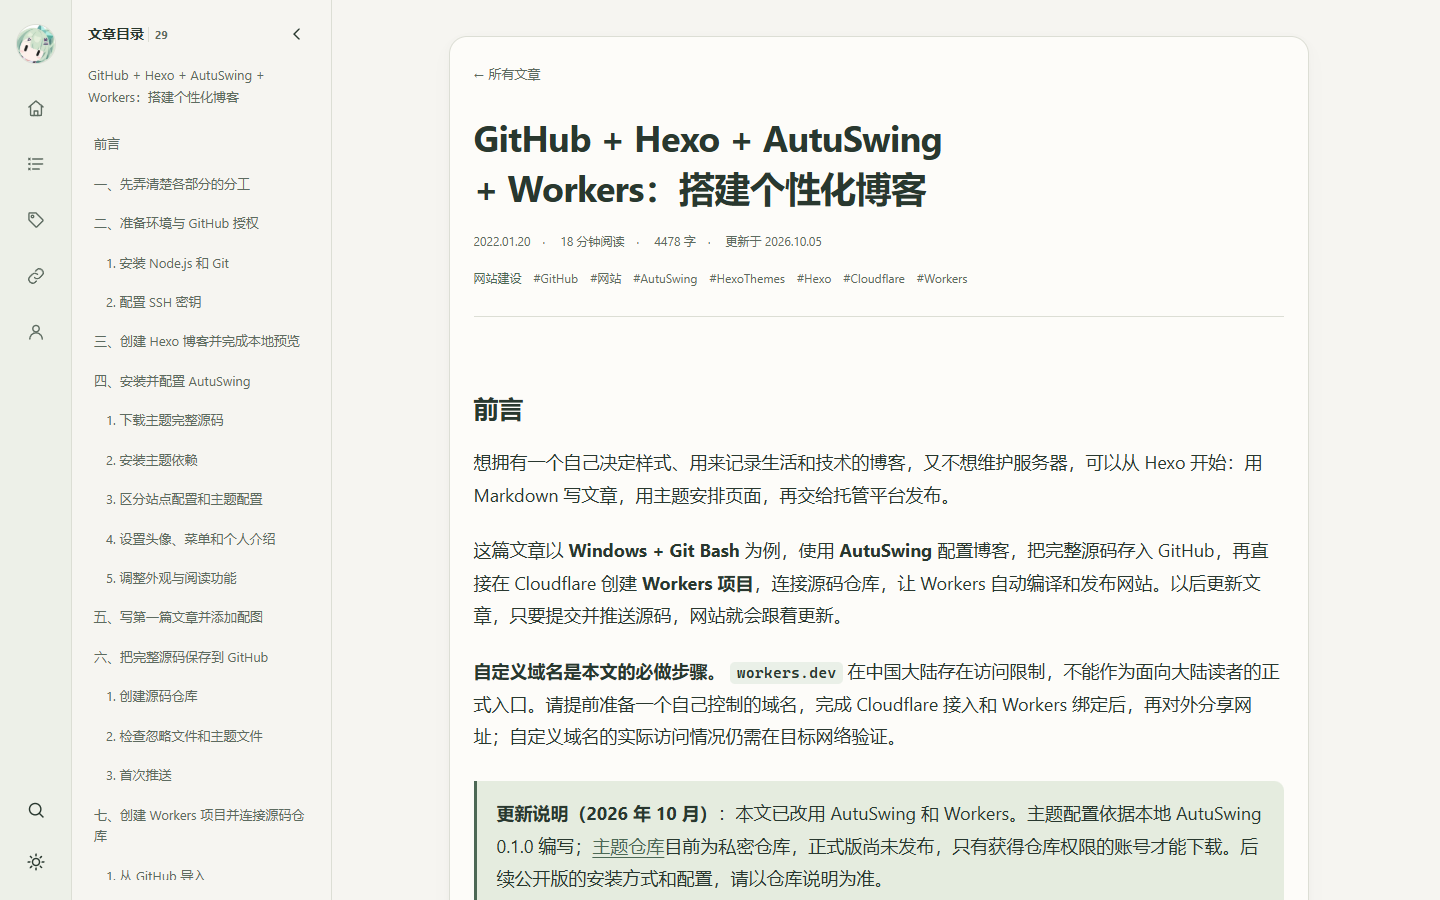 文章目录 29
GitHub + Hexo + AutuSwing +
Workers：搭建个性化博客
前言
一、先弄清楚各部分的分工
二、准备环境与 GitHub 授权
1. 安装 Node.js 和 Git
2. 配置 SSH 密钥
三、创建 Hexo 博客并完成本地预览
四、安装并配置 AutuSwing
1. 下载主题完整源码
2. 安装主题依赖
3. 区分站点配置和主题配置
4. 设置头像、菜单和个人介绍
5. 调整外观与阅读功能
五、写第一篇文章并添加配图
六、把完整源码保存到 GitHub
1. 创建源码仓库
2. 检查忽略文件和主题文件
3. 首次推送
七、创建 Workers 项目并连接源码仓
库
1. 从 GitHub 导入
← 所有文章
GitHub + Hexo + AutuSwing
+ Workers：搭建个性化博客
2022.01.20 · 18 分钟阅读 · 4478 字 · 更新于 2026.10.05
网站建设 #GitHub #网站 #AutuSwing #HexoThemes #Hexo #Cloudflare #Workers
前言
想拥有一个自己决定样式、用来记录生活和技术的博客，又不想维护服务器，可以从 Hexo 开始：用
Markdown 写文章，用主题安排页面，再交给托管平台发布。
这篇文章以 Windows + Git Bash 为例，使用 AutuSwing 配置博客，把完整源码存入 GitHub，再直
接在 Cloudflare 创建 Workers 项目，连接源码仓库，让 Workers 自动编译和发布网站。以后更新文
章，只要提交并推送源码，网站就会跟着更新。
自定义域名是本文的必做步骤。 workers.dev 在中国大陆存在访问限制，不能作为面向大陆读者的正
式入口。请提前准备一个自己控制的域名，完成 Cloudflare 接入和 Workers 绑定后，再对外分享网
址；自定义域名的实际访问情况仍需在目标网络验证。
更新说明（2026 年 10 月）：本文已改用 AutuSwing 和 Workers。主题配置依据本地 AutuSwing
0.1.0 编写；主题仓库目前为私密仓库，正式版尚未发布，只有获得仓库权限的账号才能下载。后
续公开版的安装方式和配置，请以仓库说明为准。